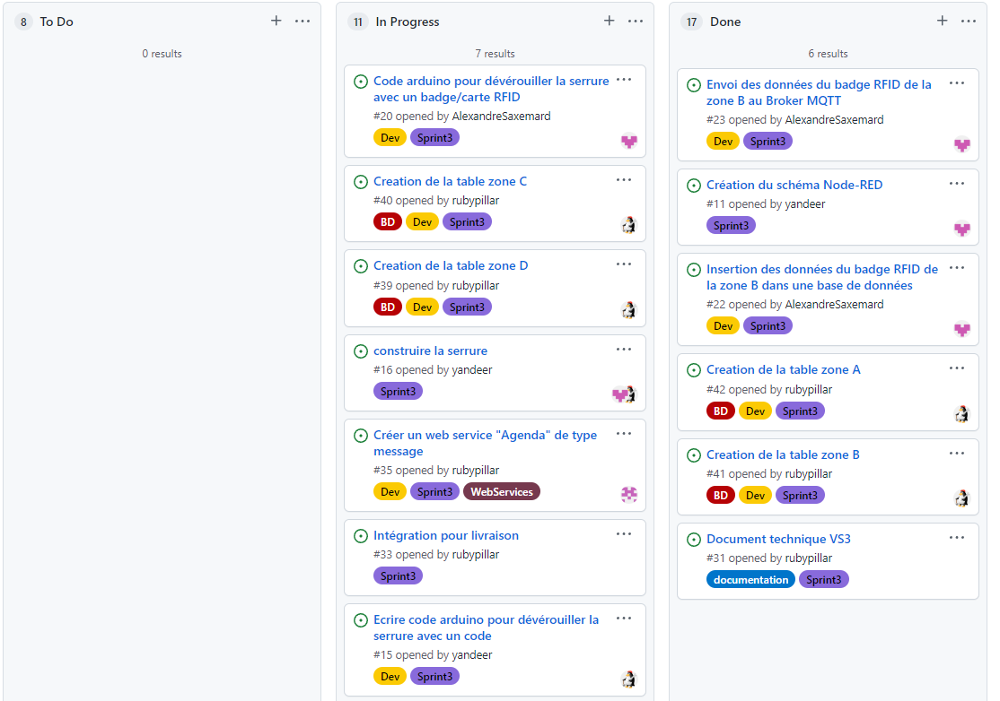 8 To Do
0 results
11 In Progress
7 results
Code arduino pour dévérouiller la serrure
avec un badge/carte RFID
#20 opened by AlexandreSaxemard
Dev Sprint3
Creation de la table zone C
#40 opened by rubypillar
BD Dev Sprint3
Creation de la table zone D
#39 opened by rubypillar
BD Dev Sprint3
construire la serrure
#16 opened by yandeer
Sprint3
Créer un web service "Agenda" de type
message
#35 opened by rubypillar
Dev Sprint3 WebServices
Intégration pour livraison
#33 opened by rubypillar
Sprint3
Ecrire code arduino pour dévérouiller la
serrure avec un code
#15 opened by yandeer
Dev Sprint3
17 Done
6 results
Envoi des données du badge RFID de la
zone B au Broker MQTT
#23 opened by AlexandreSaxemard
Dev Sprint3
Création du schéma Node-RED
#11 opened by yandeer
Sprint3
Insertion des données du badge RFID de
la zone B dans une base de données
#22 opened by AlexandreSaxemard
Dev Sprint3
Creation de la table zone A
#42 opened by rubypillar
BD Dev Sprint3
Creation de la table zone B
#41 opened by rubypillar
BD Dev Sprint3
Document technique VS3
#31 opened by rubypillar
documentation Sprint3